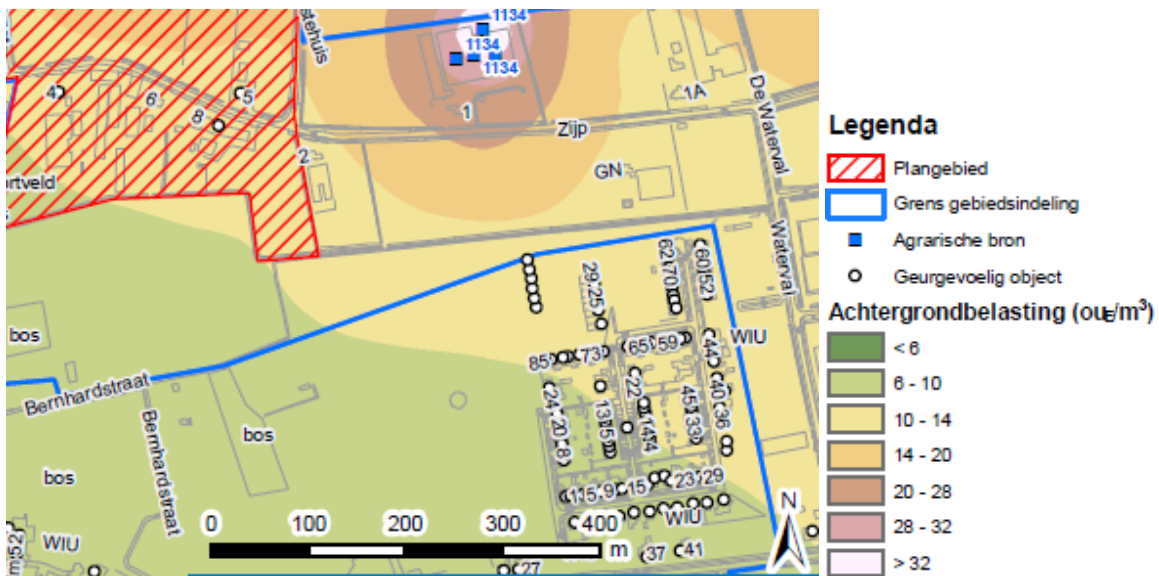 1134
1134
1134
stehuis
4
6
5
8
1
1A
De Waterval
Zijp
2
GN
ortveld
Waterval
62
70
60
52
29
25
WIU
bos
85
73
65
59
44
Bernhardstraat
24
20
8
22
13
5
14
4
45
33
40
36
bos
Bernhardstraat
bos
15
9
15
23
29
WIU
WIU
37
41
27
0 100 200 300 400
m
N
Legenda
Plangebied
Grens gebiedsindeling
Agrarische bron
Geurgevoelig object
Achtergrondbelasting (ouE/m³)
< 6
6 - 10
10 - 14
14 - 20
20 - 28
28 - 32
> 32